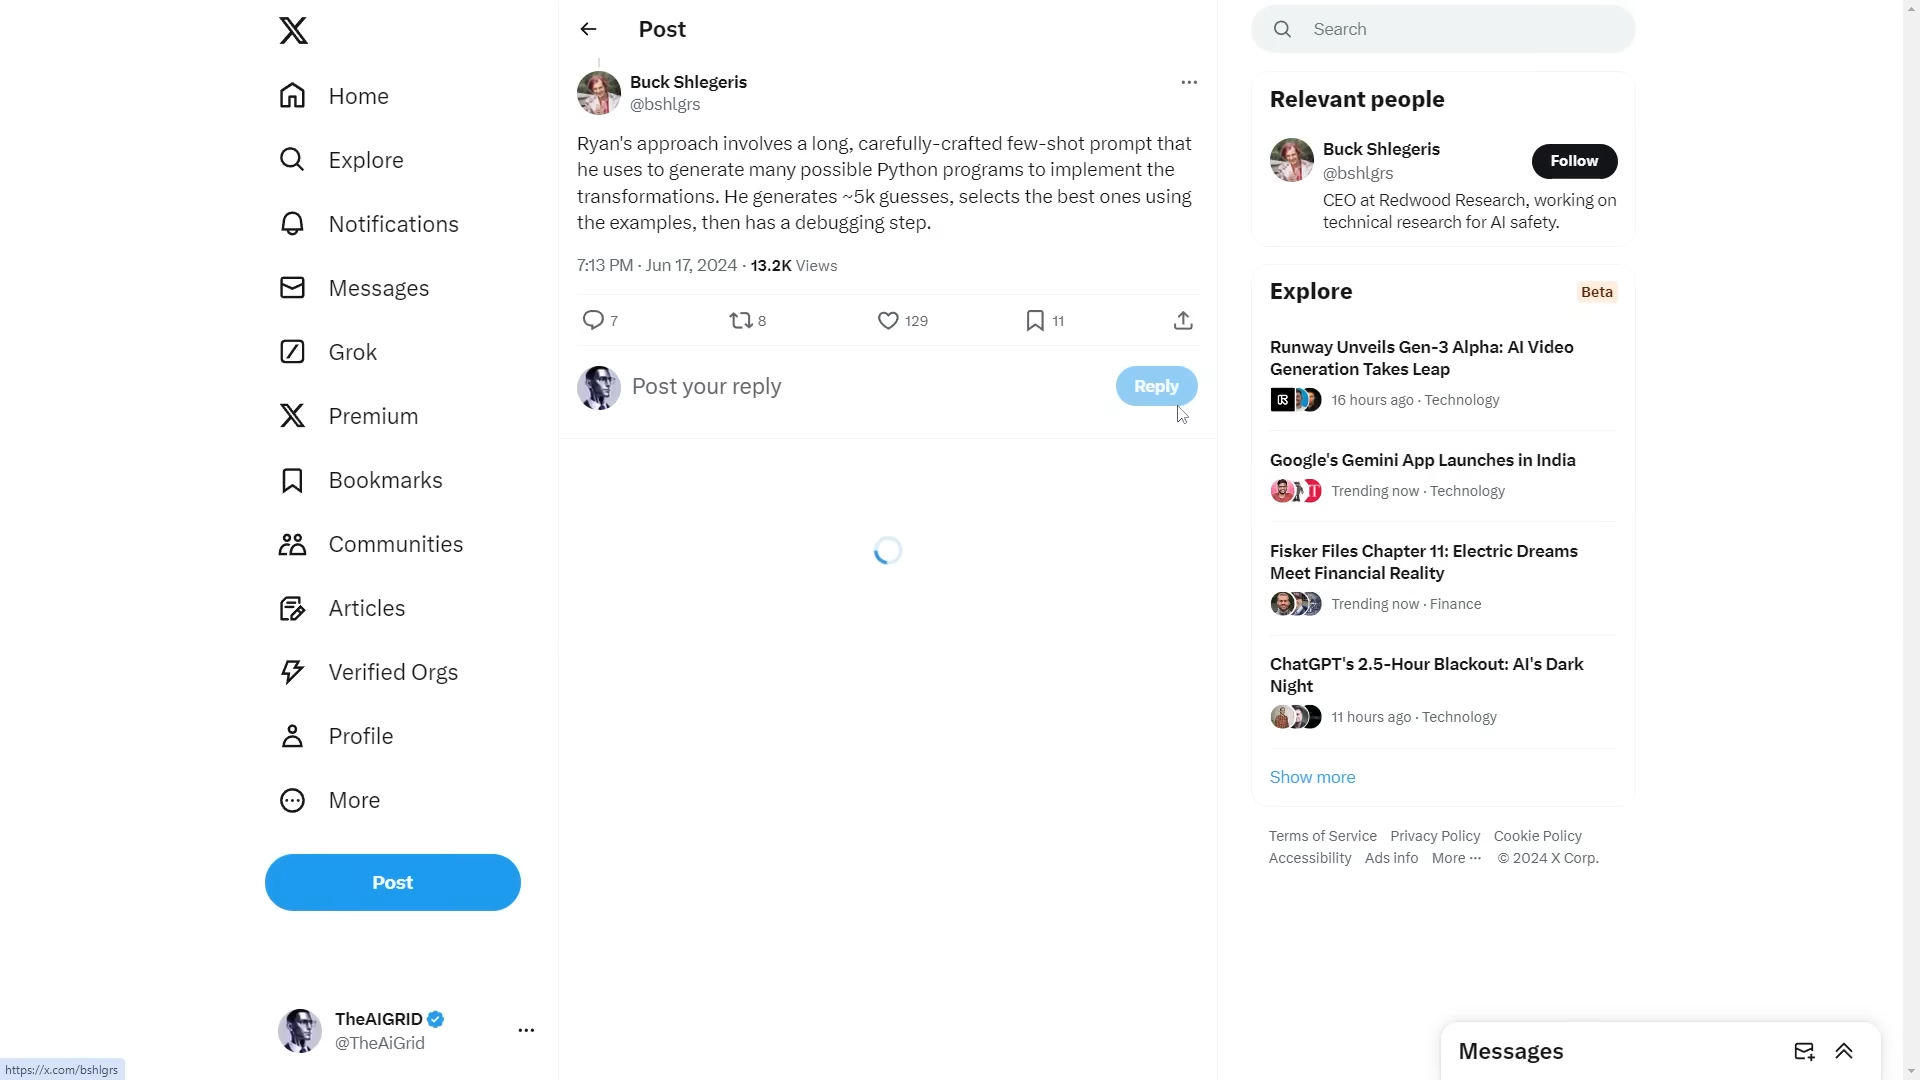 Home
Explore
Notifications
Messages
Grok
Premium
Bookmarks
Communities
Articles
Verified Orgs
Profile
More
Post
TheAIGRID
@TheAiGrid
https://x.com/bshlgrs
Post
Buck Shlegeris
@bshlgrs
Ryan's approach involves a long, carefully-crafted few-shot prompt that
he uses to generate many possible Python programs to implement the
transformations. He generates ~5k guesses, selects the best ones using
the examples, then has a debugging step.
7:13 PM · Jun 17, 2024 · 13.2K Views
7 8 129 11
Post your reply Reply
Search
Relevant people
Buck Shlegeris
@bshlgrs
Follow
CEO at Redwood Research, working on
technical research for AI safety.
Explore Beta
Runway Unveils Gen-3 Alpha: AI Video
Generation Takes Leap
16 hours ago · Technology
Google's Gemini App Launches in India
Trending now · Technology
Fisker Files Chapter 11: Electric Dreams
Meet Financial Reality
Trending now · Finance
ChatGPT's 2.5-Hour Blackout: AI's Dark
Night
11 hours ago · Technology
Show more
Terms of Service Privacy Policy Cookie Policy
Accessibility Ads info More ··· © 2024 X Corp.
Messages